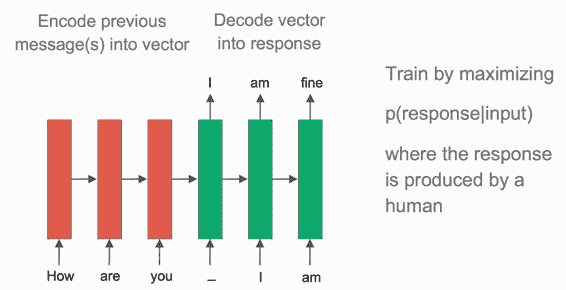 Encode previous
message(s) into vector
Decode vector
into response
I am fine
How are you _ I am
Train by maximizing
p(response|input)
where the response
is produced by a
human